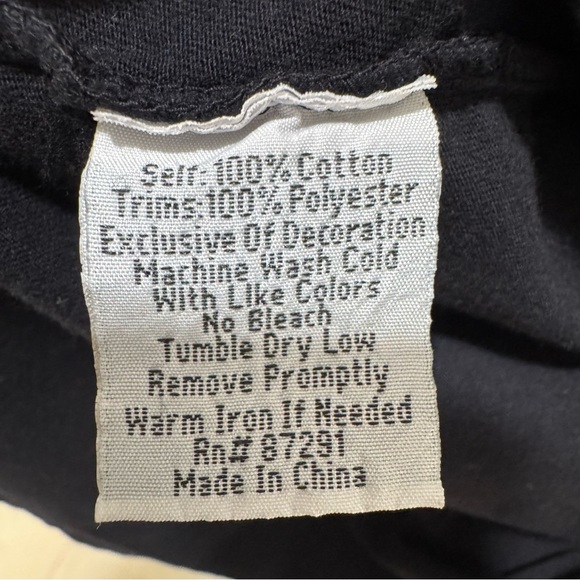 Self: 100% Cotton
Trims:100% Polyester
Exclusive Of Decoration
Machine Wash Cold
With Like Colors
No Bleach
Tumble Dry Low
Remove Promptly
Warm Iron If Needed
Rn# 87291
Made In China